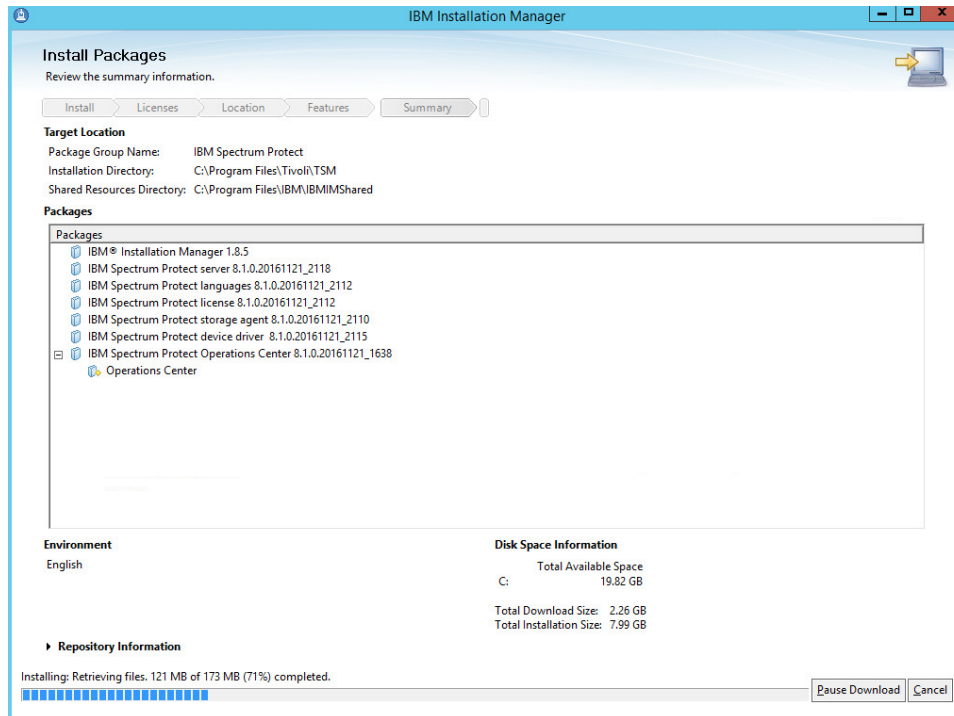 IBM Installation Manager
Install Packages
Review the summary information.
Install Licenses Location Features Summary
Target Location
Package Group Name: IBM Spectrum Protect
Installation Directory: C:\Program Files\Tivoli\TSM
Shared Resources Directory: C:\Program Files\IBM\IBMIMShared
Packages
Packages
IBM® Installation Manager 1.8.5
IBM Spectrum Protect server 8.1.0.20161121_2118
IBM Spectrum Protect languages 8.1.0.20161121_2112
IBM Spectrum Protect license 8.1.0.20161121_2112
IBM Spectrum Protect storage agent 8.1.0.20161121_2110
IBM Spectrum Protect device driver 8.1.0.20161121_2115
IBM Spectrum Protect Operations Center 8.1.0.20161121_1638
Operations Center
Environment
English
Disk Space Information
Total Available Space
C: 19.82 GB
Total Download Size: 2.26 GB
Total Installation Size: 7.99 GB
Repository Information
Installing: Retrieving files. 121 MB of 173 MB (71%) completed.
Pause Download Cancel